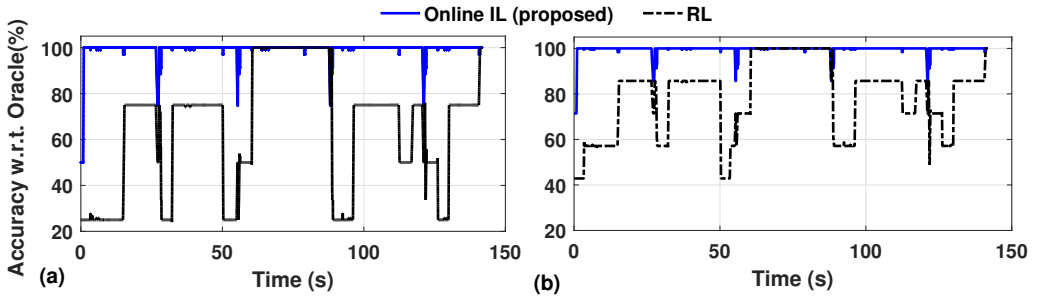 Online IL (proposed) RL
Accuracy w.r.t. Oracle(%)
100
80
60
40
20
0 50 100 150
Time (s)
(a)
100
80
60
40
20
0 50 100 150
Time (s)
(b)